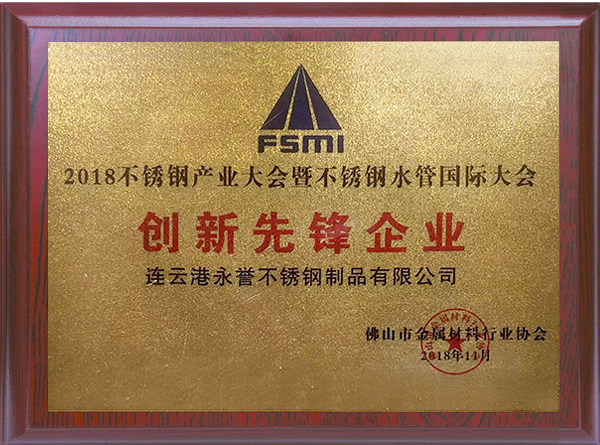 FSMI
2018不锈钢产业大会暨不锈钢水管国际大会
创新先锋企业
连云港永誉不锈钢制品有限公司
佛山市金属材料行业协会
2018年11月